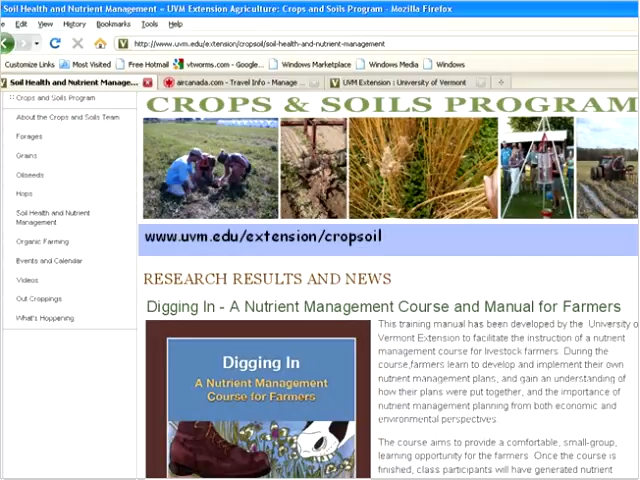 Soil Health and Nutrient Management « UVM Extension Agriculture: Crops and Soils Program - Mozilla Firefox
Edit View History Bookmarks Tools Help
http://www.uvm.edu/extension/cropsoil/soil-health-and-nutrient-management
Customize Links Most Visited Free Hotmail vtworms.com - Google... Windows Marketplace Windows Media Windows
Soil Health and Nutrient Manage... aircanada.com - Travel Info - Manage ... UVM Extension : University of Vermont
Crops and Soils Program
About the Crops and Soils Team
Forages
Grains
Oilseeds
Hops
Soil Health and Nutrient
Management
Organic Farming
Events and Calendar
Videos
Out Croppings
What's Hoppening
CROPS & SOILS PROGRAM
www.uvm.edu/extension/cropsoil
RESEARCH RESULTS AND NEWS
Digging In - A Nutrient Management Course and Manual for Farmers
Digging In
A Nutrient Management
Course for Farmers
This training manual has been developed by the University o
Vermont Extension to facilitate the instruction of a nutrient
management course for livestock farmers. During the
course,farmers learn to develop and implement their own
nutrient management plans, and gain an understanding of
how their plans were put together, and the importance of
nutrient management planning from both economic and
environmental perspectives.
The course aims to provide a comfortable, small-group,
learning opportunity for the farmers Once the course is
finished, class participants will have generated nutrient